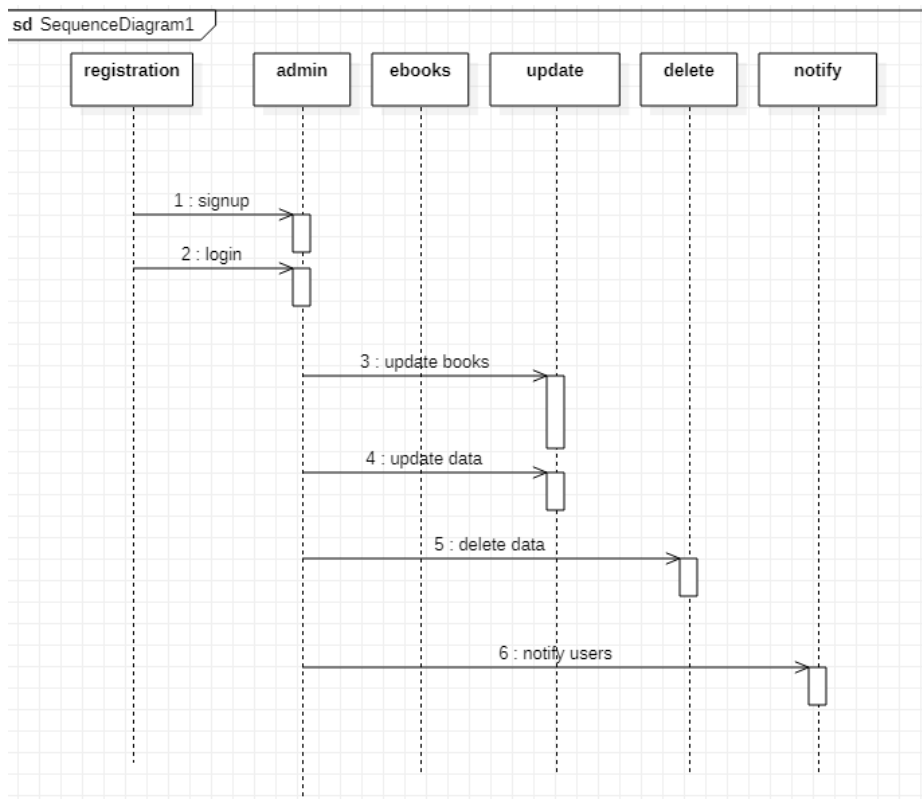 sd SequenceDiagram1
registration
admin
ebooks
update
delete
notify
1 : signup
2 : login
3 : update books
4 : update data
5 : delete data
6 : notify users